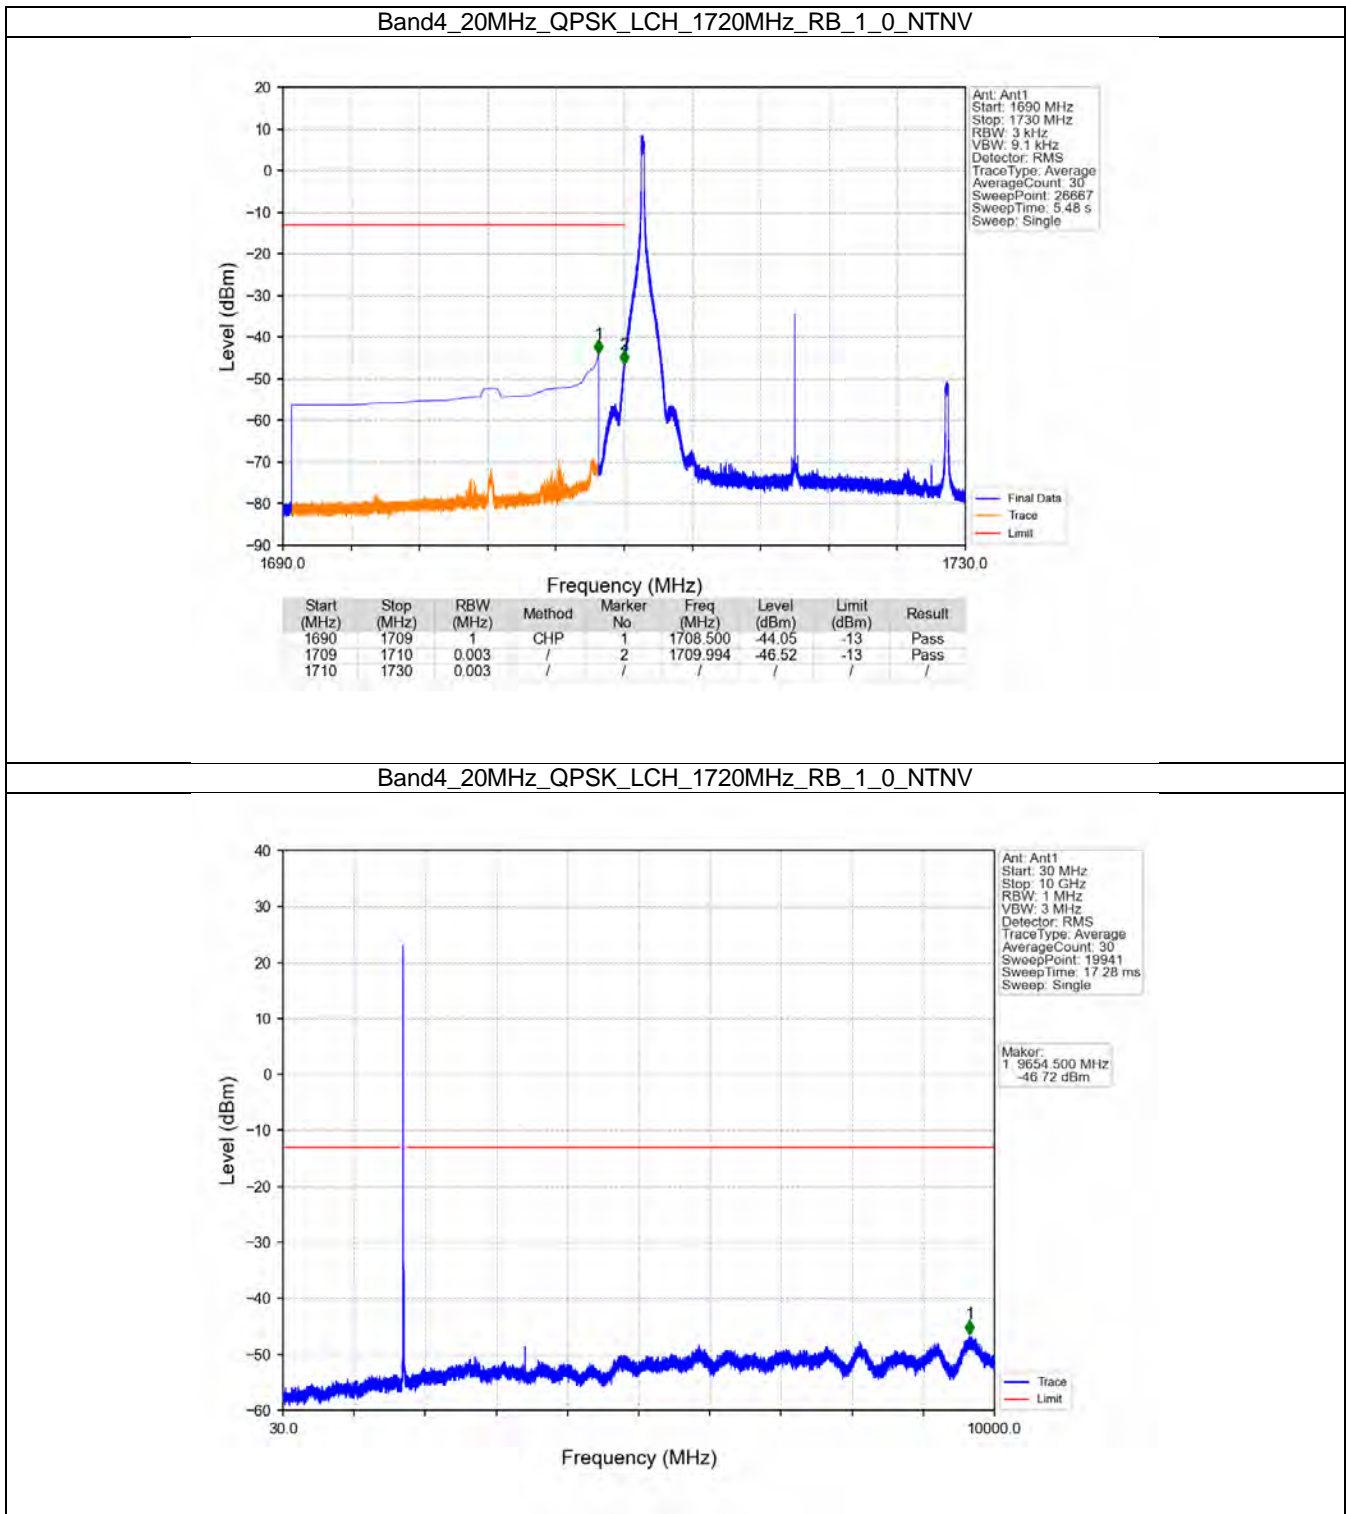 Band4_20MHz_QPSK_LCH_1720MHz_RB_1_0_NTNV
20
10
0
−10
−20
−30
−40
−50
−60
−70
−80
−90
Level (dBm)
1
2
1690.0
1730.0
Frequency (MHz)
Ant: Ant1
Start: 1690 MHz
Stop: 1730 MHz
RBW: 3 kHz
VBW: 9.1 kHz
Detector: RMS
TraceType: Average
AverageCount: 30
SweepPoint: 26667
SweepTime: 5.48 s
Sweep: Single
Final Data
Trace
Limit
Start (MHz) Stop (MHz) RBW (MHz) Method Marker No Freq (MHz) Level (dBm) Limit (dBm) Result
1690 1709 1 CHP 1 1708.500 -44.05 -13 Pass
1709 1710 0.003 / 2 1709.994 -46.52 -13 Pass
1710 1730 0.003 / / / / / /
Band4_20MHz_QPSK_LCH_1720MHz_RB_1_0_NTNV
40
30
20
10
0
−10
−20
−30
−40
−50
−60
Level (dBm)
1
30.0
10000.0
Frequency (MHz)
Ant: Ant1
Start: 30 MHz
Stop: 10 GHz
RBW: 1 MHz
VBW: 3 MHz
Detector: RMS
TraceType: Average
AverageCount: 30
SweepPoint: 19941
SweepTime: 17.28 ms
Sweep: Single
Maker:
1 9654.500 MHz
-46.72 dBm
Trace
Limit